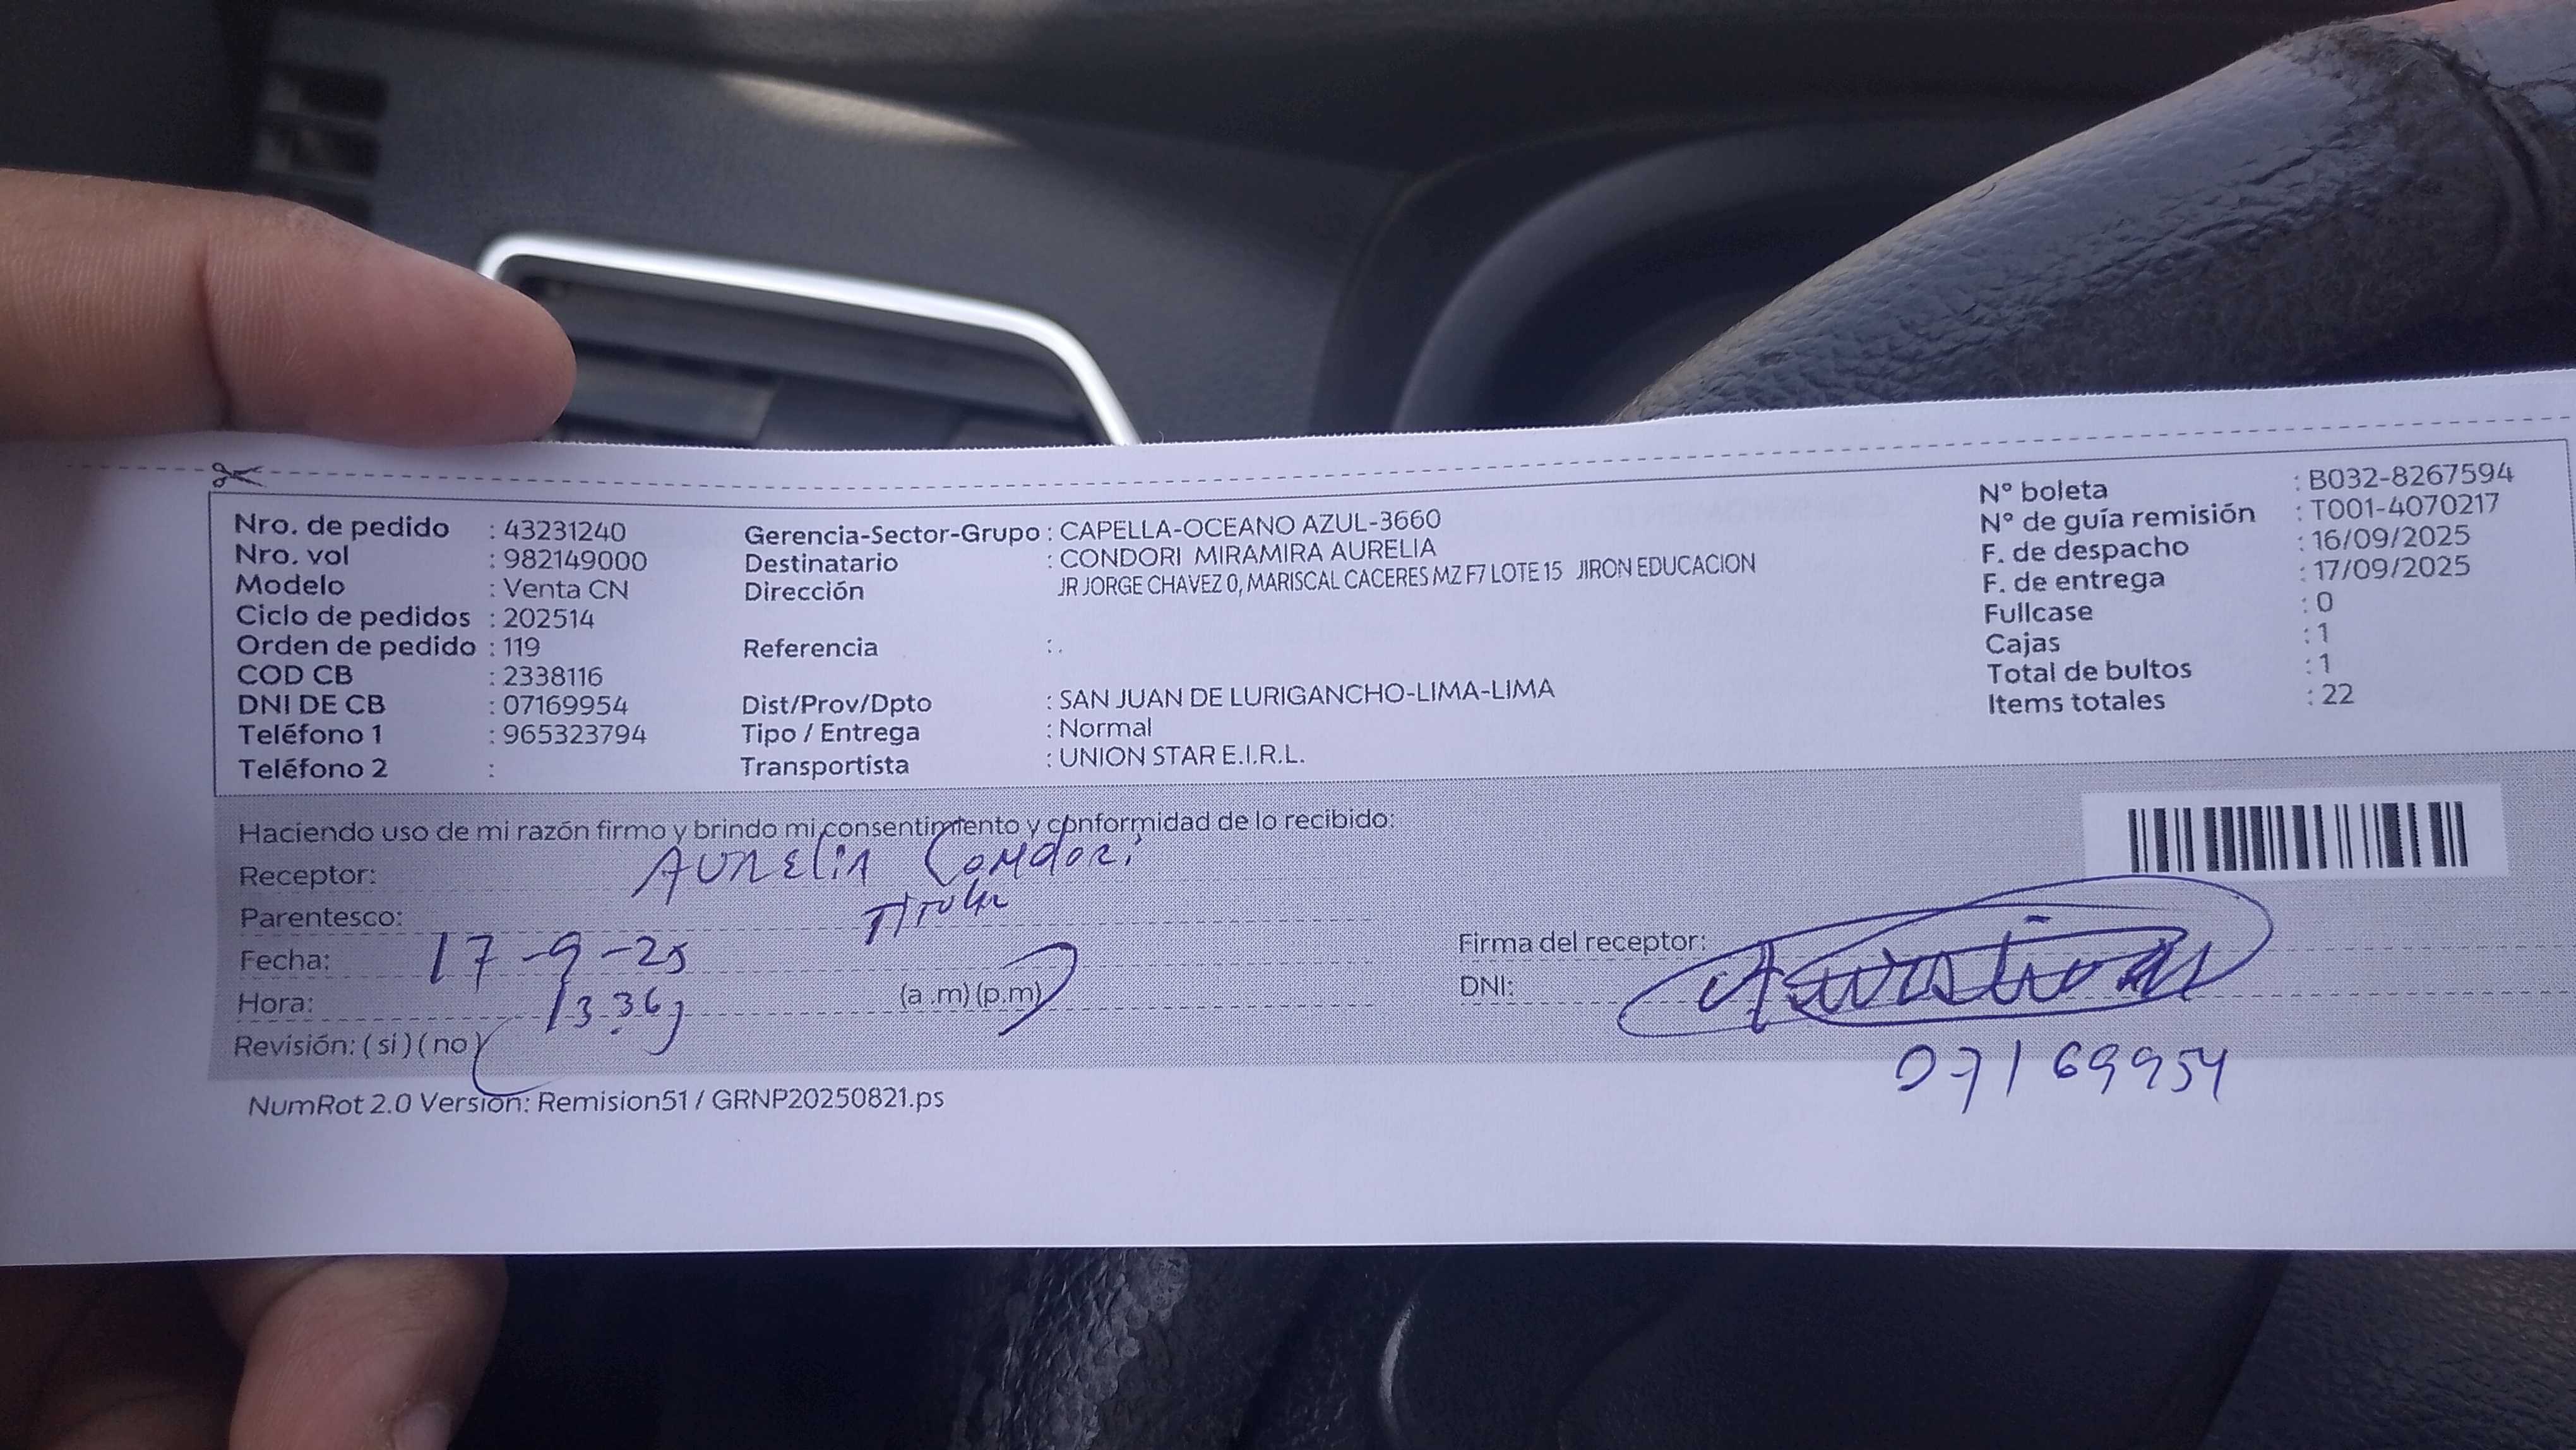 Nro. de pedido : 43231240
Nro. vol : 982149000
Modelo : Venta CN
Ciclo de pedidos : 202514
Orden de pedido : 119
COD CB : 2338116
DNI DE CB : 07169954
Teléfono 1 : 965323794
Teléfono 2 :
Gerencia-Sector-Grupo : CAPELLA-OCEANO AZUL-3660
Destinatario : CONDORI MIRAMIRA AURELIA
Dirección JR JORGE CHAVEZ 0, MARISCAL CACERES MZ F7 LOTE 15 JIRON EDUCACION
Referencia : .
Dist/Prov/Dpto : SAN JUAN DE LURIGANCHO-LIMA-LIMA
Tipo / Entrega : Normal
Transportista : UNION STAR E.I.R.L.
N° boleta : B032-8267594
N° de guía remisión : T001-4070217
F. de despacho : 16/09/2025
F. de entrega : 17/09/2025
Fullcase : 0
Cajas : 1
Total de bultos : 1
Items totales : 22
Haciendo uso de mi razón firmo y brindo mi consentimiento y conformidad de lo recibido:
Receptor: AURELIA CONDORI
Parentesco: TITULAR
Fecha: 17-9-25
Hora: 13:36 (a.m) (p.m)
Revisión: ( si ) ( no )
Firma del receptor:
DNI:
07169954
NumRot 2.0 Version: Remision51 / GRNP20250821.ps